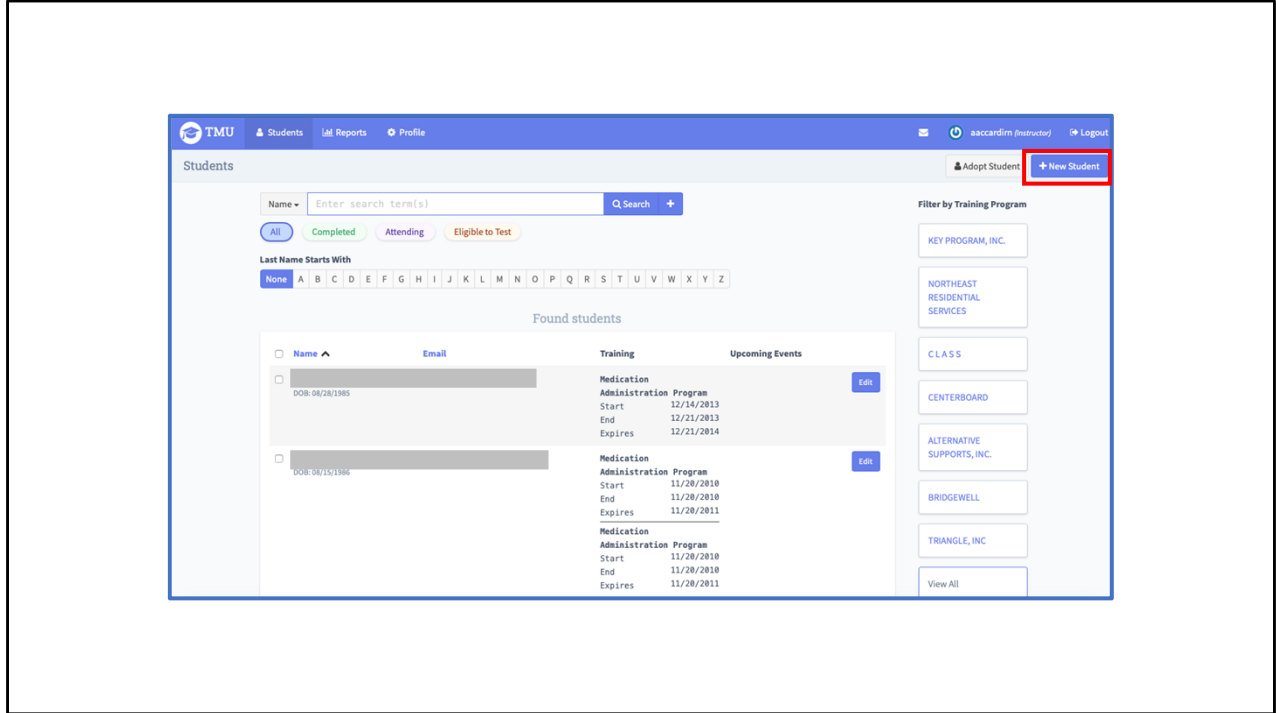 TMU Students Reports Profile aaccardirn (Instructor) Logout
Students Adopt Student + New Student
Name Enter search term(s) Search +
All Completed Attending Eligible to Test
Last Name Starts With
None A B C D E F G H I J K L M N O P Q R S T U V W X Y Z
Found students
Name Email Training Upcoming Events
DOB: 08/28/1985
Medication
Administration Program
Start 12/14/2013
End 12/21/2013
Expires 12/21/2014
Edit
DOB: 08/15/1986
Medication
Administration Program
Start 11/20/2010
End 11/20/2010
Expires 11/20/2011
Edit
Medication
Administration Program
Start 11/20/2010
End 11/20/2010
Expires 11/20/2011
Filter by Training Program
KEY PROGRAM, INC.
NORTHEAST
RESIDENTIAL
SERVICES
C L A S S
CENTERBOARD
ALTERNATIVE
SUPPORTS, INC.
BRIDGEWELL
TRIANGLE, INC
View All